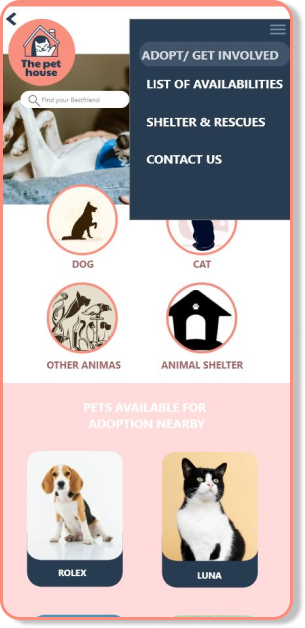 The pet
house
Find your Bestfriend
ADOPT/ GET INVOLVED
LIST OF AVAILABILITIES
SHELTER & RESCUES
CONTACT US
DOG
CAT
OTHER ANIMAS
ANIMAL SHELTER
PETS AVAILABLE FOR
ADOPTION NEARBY
ROLEX
LUNA